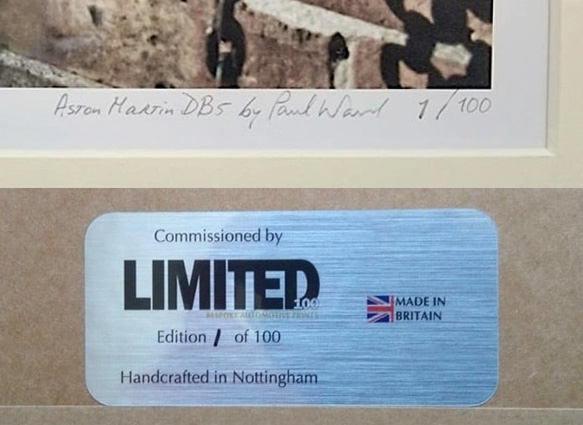 Aston Martin DB5 by Paul Ward 1/100
Commissioned by
LIMITED
100
BESPOKE AUTOMOTIVE PRINTS
Edition 1 of 100
MADE IN
BRITAIN
Handcrafted in Nottingham